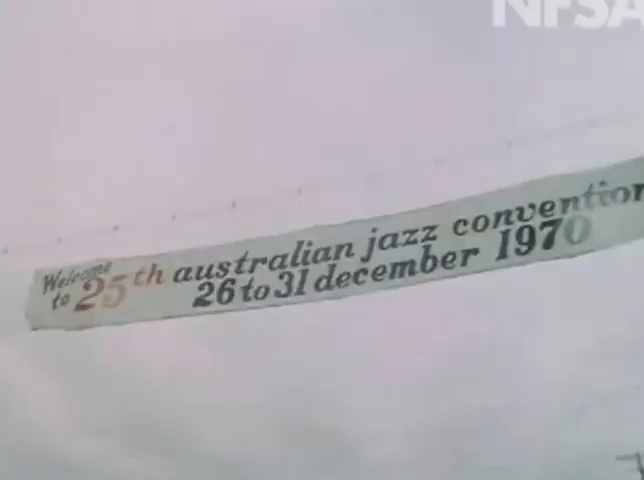 NFSA
Welcome
to 25th australian jazz convention
26 to 31 december 1970